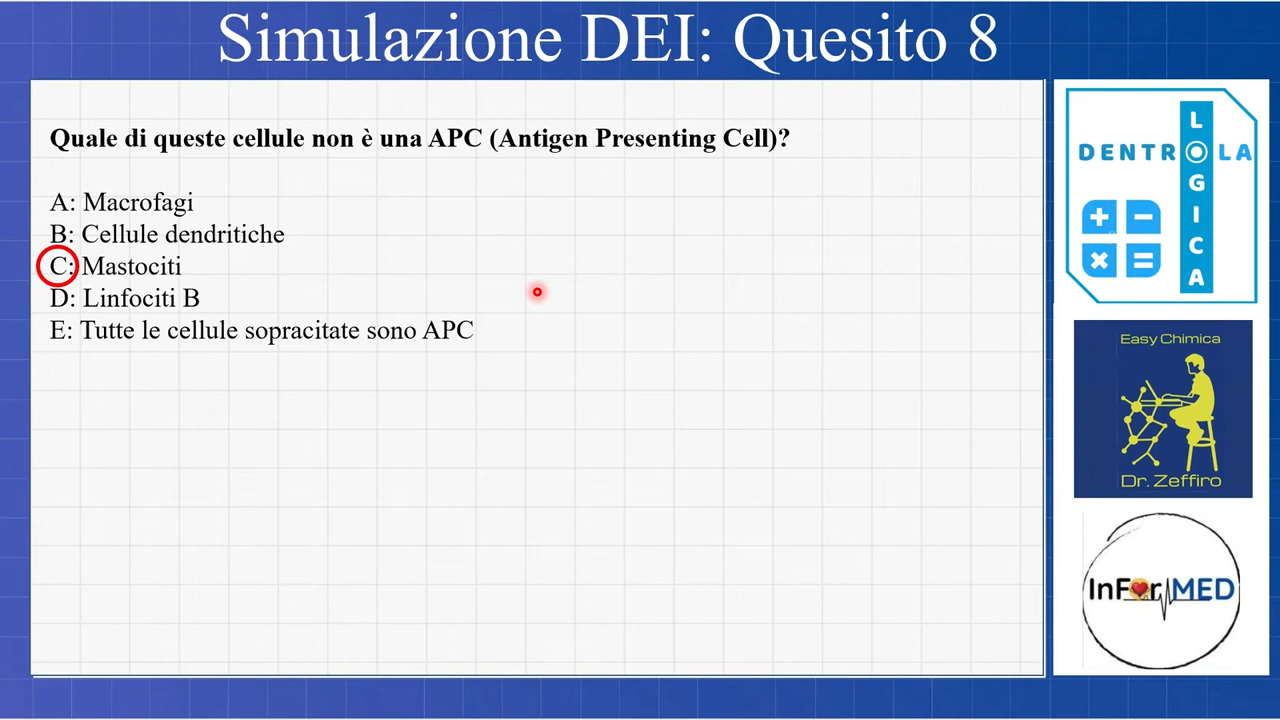 Simulazione DEI: Quesito 8
Quale di queste cellule non è una APC (Antigen Presenting Cell)?
A: Macrofagi
B: Cellule dendritiche
C: Mastociti
D: Linfociti B
E: Tutte le cellule sopracitate sono APC
DENTRO LA
LOGICA
Easy Chimica
Dr. Zeffiro
InForMED